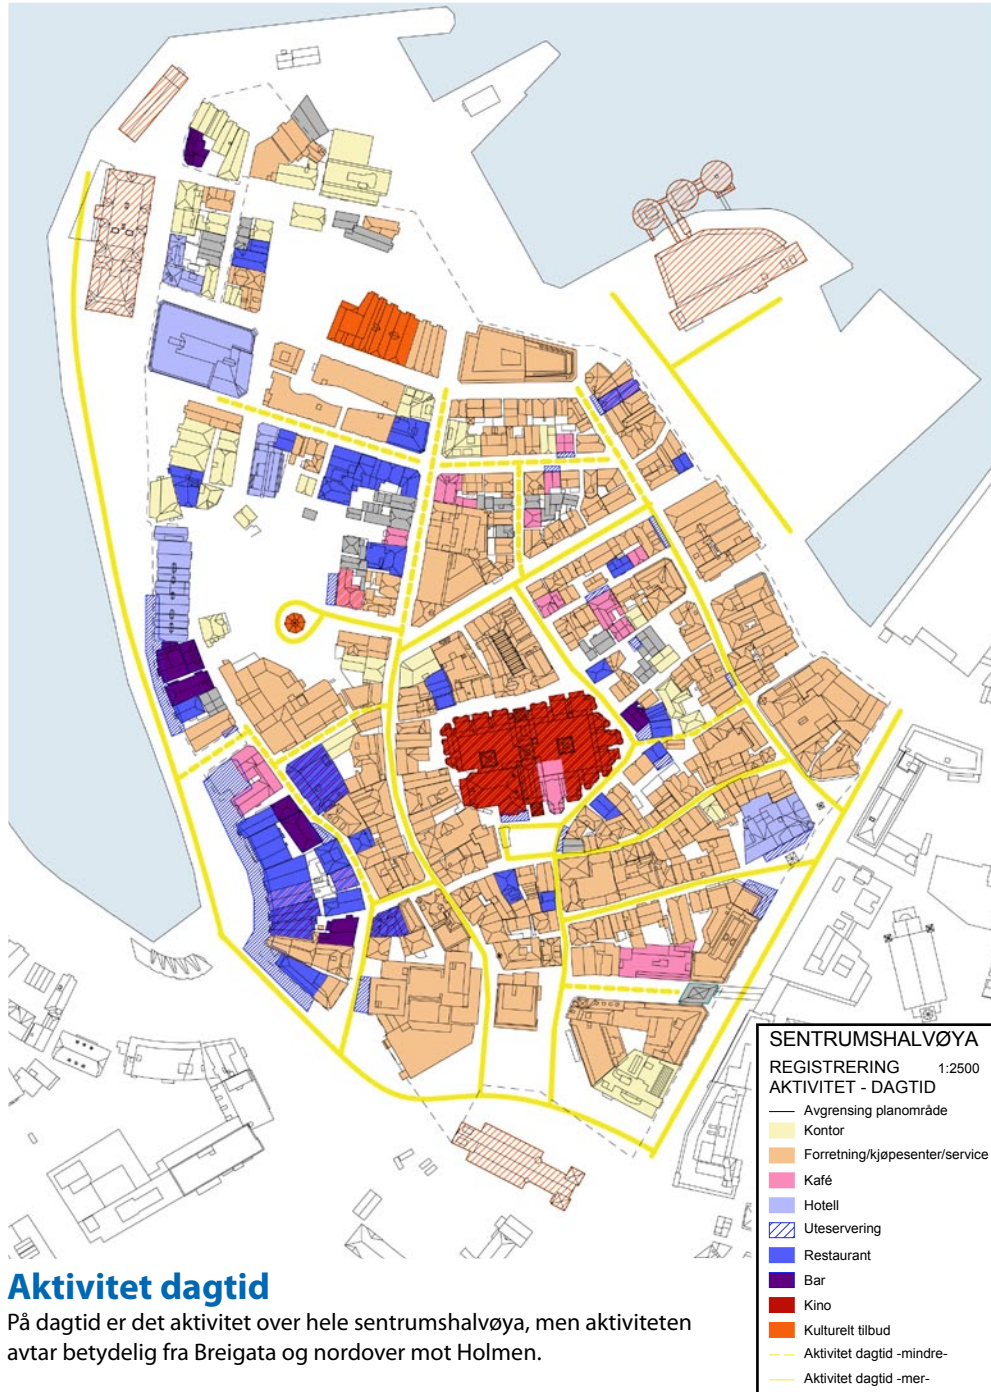 SENTRUMSHALVØYA
REGISTRERING 1:2500
AKTIVITET - DAGTID
Avgrensing planområde
Kontor
Forretning/kjøpesenter/service
Kafé
Hotell
Uteservering
Restaurant
Bar
Kino
Kulturelt tilbud
Aktivitet dagtid -mindre-
Aktivitet dagtid -mer-
Aktivitet dagtid
På dagtid er det aktivitet over hele sentrumshalvøya, men aktiviteten
avtar betydelig fra Breigata og nordover mot Holmen.